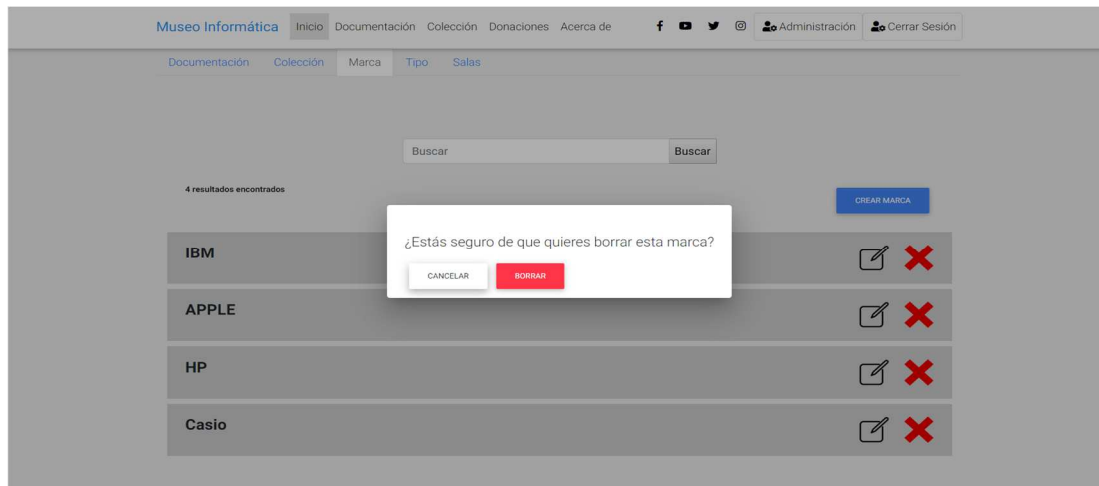 Museo Informática Inicio Documentación Colección Donaciones Acerca de Administración Cerrar Sesión
Documentación Colección Marca Tipo Salas
Buscar Buscar
4 resultados encontrados
CREAR MARCA
¿Estás seguro de que quieres borrar esta marca?
CANCELAR BORRAR
IBM
APPLE
HP
Casio